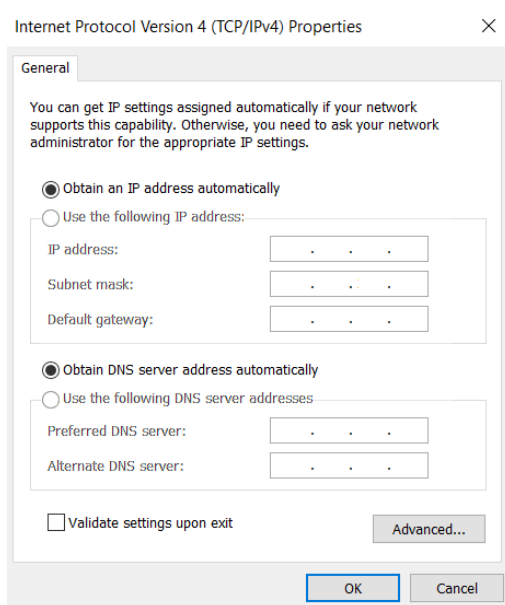 Internet Protocol Version 4 (TCP/IPv4) Properties
General
You can get IP settings assigned automatically if your network
supports this capability. Otherwise, you need to ask your network
administrator for the appropriate IP settings.
Obtain an IP address automatically
Use the following IP address:
IP address:
Subnet mask:
Default gateway:
Obtain DNS server address automatically
Use the following DNS server addresses
Preferred DNS server:
Alternate DNS server:
Validate settings upon exit
Advanced...
OK Cancel